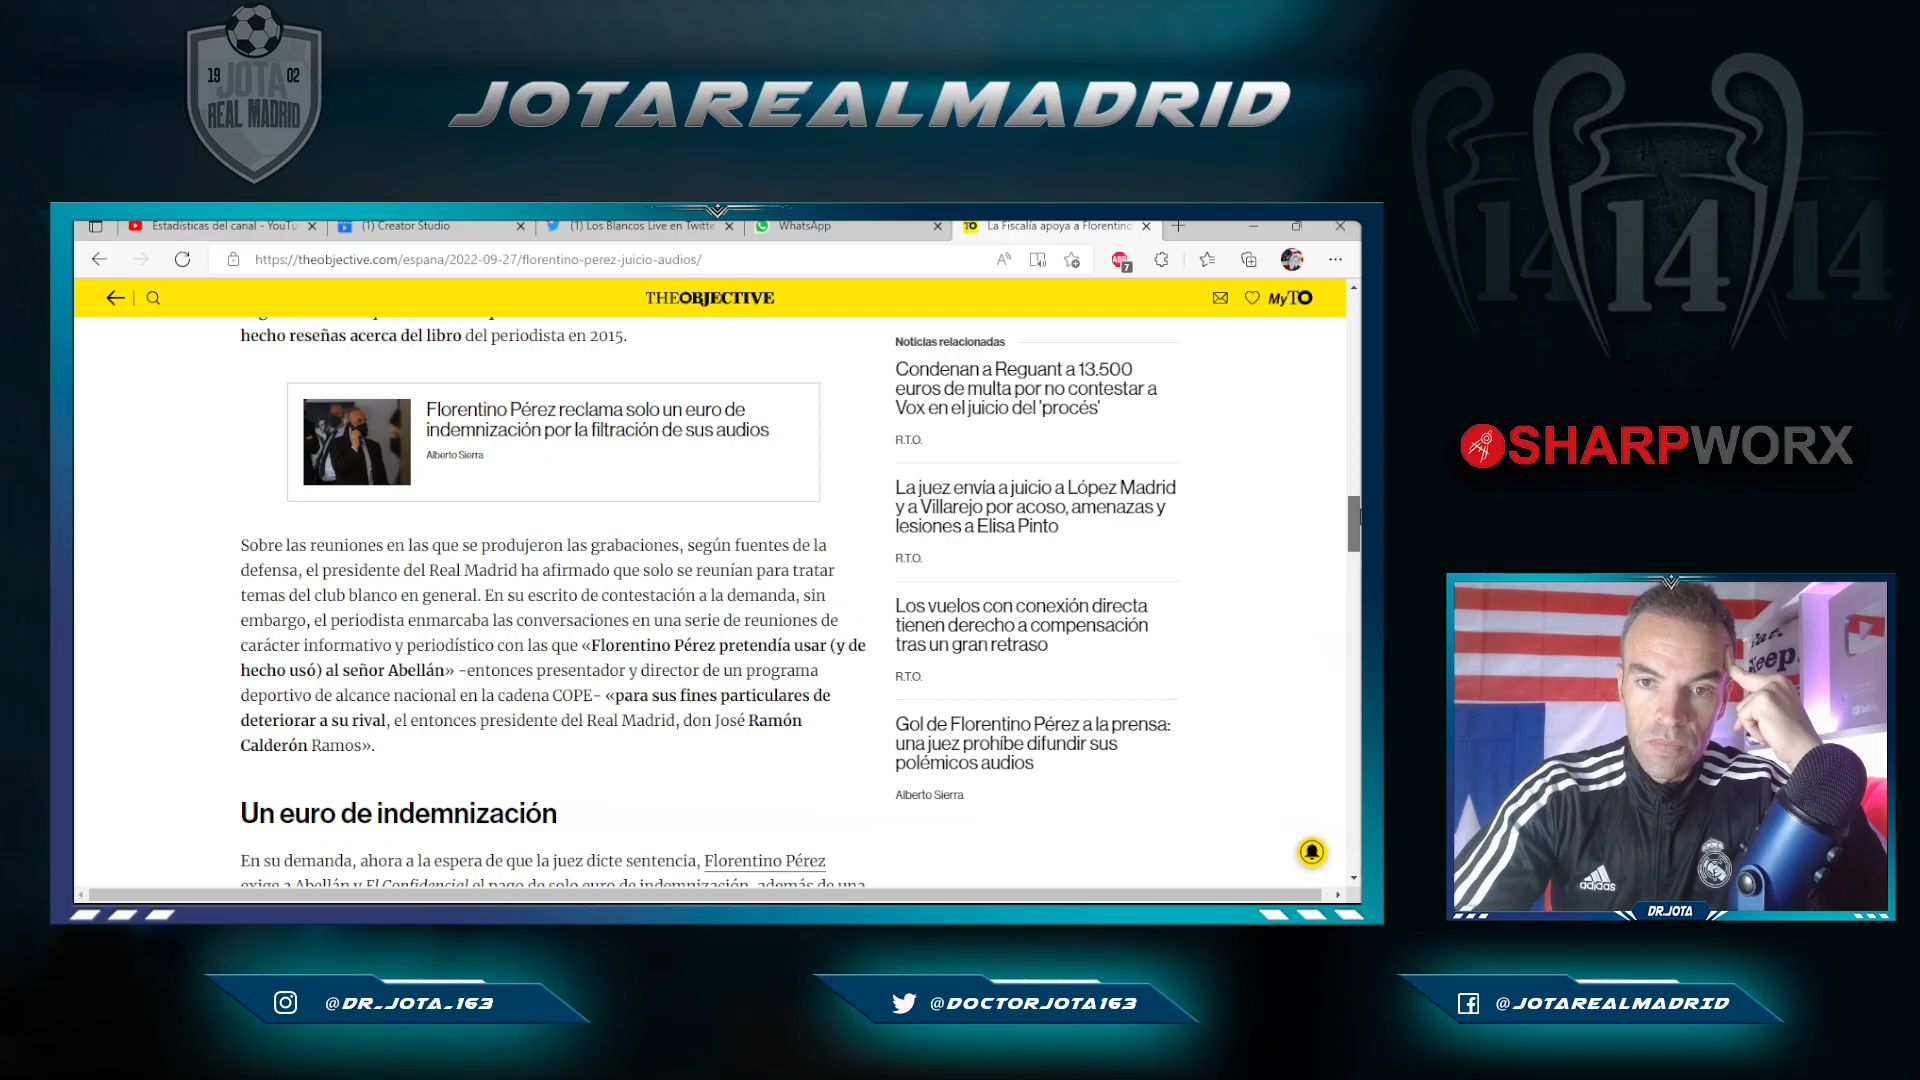 19 02
JOTA
REAL MADRID
JOTAREALMADRID
14
14
14
Estadísticas del canal - YouTu
(1) Creator Studio
(1) Los Blancos Live en Twitte
WhatsApp
TO La Fiscalía apoya a Florentino
https://theobjective.com/espana/2022-09-27/florentino-perez-juicio-audios/
ABP
7
THEOBJECTIVE
MyTO
hecho reseñas acerca del libro del periodista en 2015.
Florentino Pérez reclama solo un euro de
indemnización por la filtración de sus audios
Alberto Sierra
Sobre las reuniones en las que se produjeron las grabaciones, según fuentes de la
defensa, el presidente del Real Madrid ha afirmado que solo se reunían para tratar
temas del club blanco en general. En su escrito de contestación a la demanda, sin
embargo, el periodista enmarcaba las conversaciones en una serie de reuniones de
carácter informativo y periodístico con las que «Florentino Pérez pretendía usar (y de
hecho usó) al señor Abellán» -entonces presentador y director de un programa
deportivo de alcance nacional en la cadena COPE- «para sus fines particulares de
deteriorar a su rival, el entonces presidente del Real Madrid, don José Ramón
Calderón Ramos».
Un euro de indemnización
En su demanda, ahora a la espera de que la juez dicte sentencia, Florentino Pérez
exige a Abellán y El Confidencial el pago de solo euro de indemnización, además de una
Noticias relacionadas
Condenan a Reguant a 13.500
euros de multa por no contestar a
Vox en el juicio del 'procés'
R.T.O.
La juez envía a juicio a López Madrid
y a Villarejo por acoso, amenazas y
lesiones a Elisa Pinto
R.T.O.
Los vuelos con conexión directa
tienen derecho a compensación
tras un gran retraso
R.T.O.
Gol de Florentino Pérez a la prensa:
una juez prohíbe difundir sus
polémicos audios
Alberto Sierra
SHARPWORX
adidas
DR.JOTA
@DR_JOTA_163
@DOCTORJOTA163
@JOTAREALMADRID